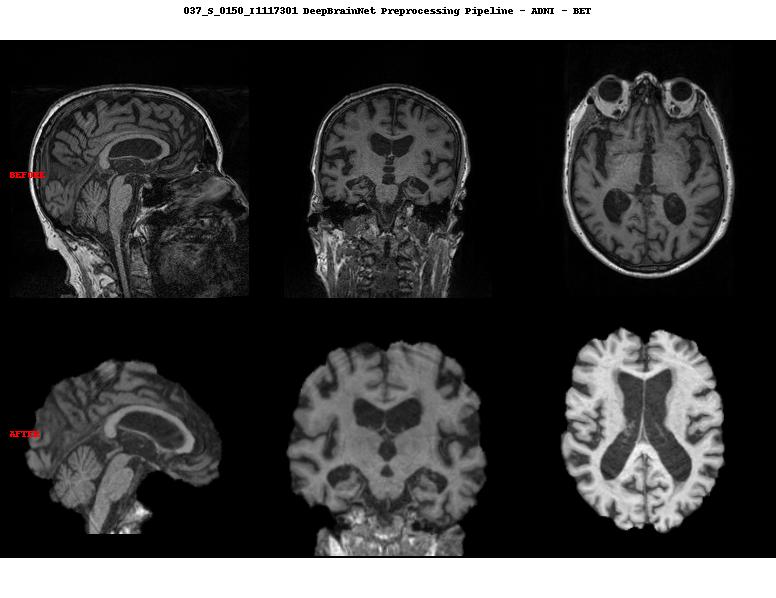 037_S_0150_I1117301 DeepBrainNet Preprocessing Pipeline - ADNI - BET
BEFORE
AFTER